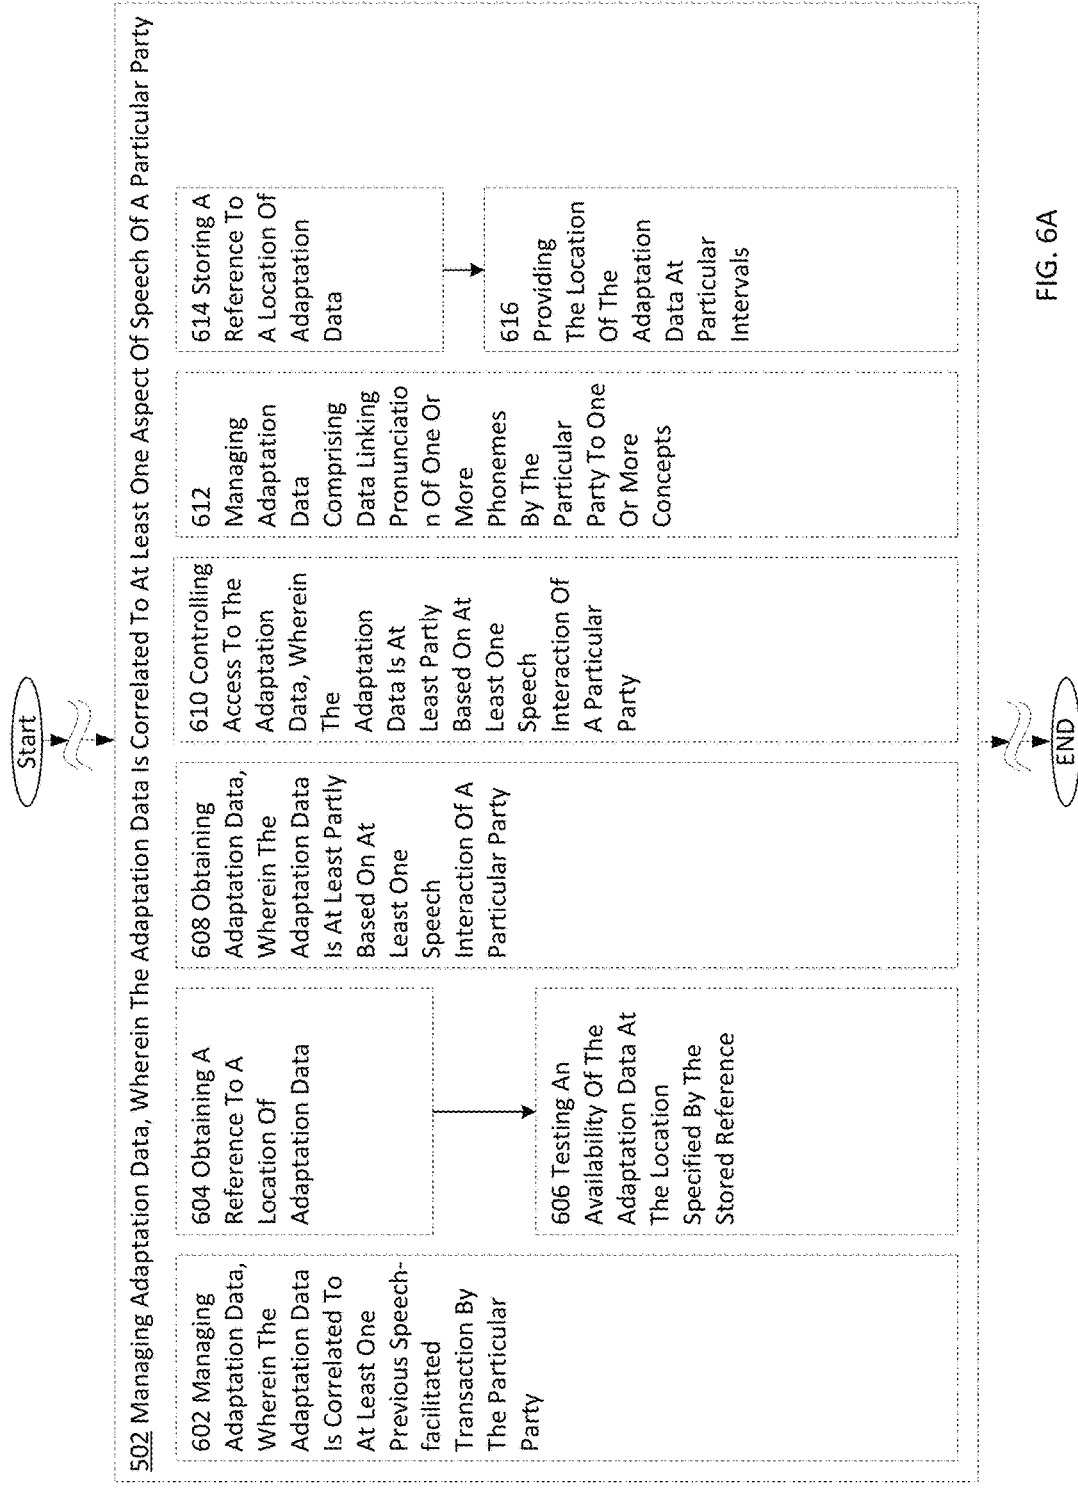 Start
502 Managing Adaptation Data, Wherein The Adaptation Data Is Correlated To At Least One Aspect Of Speech Of A Particular Party
602 Managing
Adaptation Data,
Wherein The
Adaptation Data
Is Correlated To
At Least One
Previous Speech-
facilitated
Transaction By
The Particular
Party
604 Obtaining A
Reference To A
Location Of
Adaptation Data
606 Testing An
Availability Of The
Adaptation Data At
The Location
Specified By The
Stored Reference
608 Obtaining
Adaptation Data,
Wherein The
Adaptation Data
Is At Least Partly
Based On At
Least One
Speech
Interaction Of A
Particular Party
610 Controlling
Access To The
Adaptation
Data, Wherein
The
Adaptation
Data Is At
Least Partly
Based On At
Least One
Speech
Interaction Of
A Particular
Party
612
Managing
Adaptation
Data
Comprising
Data Linking
Pronunciatio
n Of One Or
More
Phonemes
By The
Particular
Party To One
Or More
Concepts
614 Storing A
Reference To
A Location Of
Adaptation
Data
616
Providing
The Location
Of The
Adaptation
Data At
Particular
Intervals
END
FIG. 6A